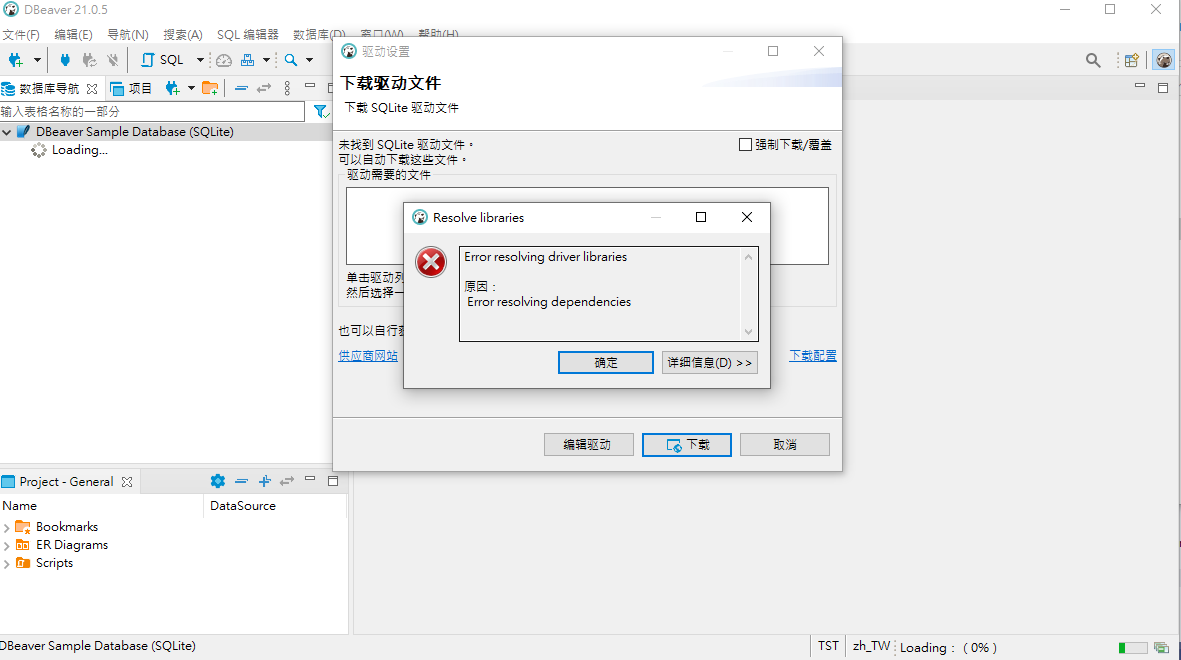 DBeaver 21.0.5
文件(F) 编辑(E) 导航(N) 搜索(A) SQL 编辑器 数据库(D) 窗口(W) 帮助(H)
SQL
数据库导航 项目
输入表格名称的一部分
DBeaver Sample Database (SQLite)
Loading...
驱动设置
下载驱动文件
下载 SQLite 驱动文件
未找到 SQLite 驱动文件。
强制下载/覆盖
可以自动下载这些文件。
驱动需要的文件
单击驱动列
然后选择一
也可以自行
供应商网站
下载配置
编辑驱动 下载 取消
Resolve libraries
Error resolving driver libraries
原因：
Error resolving dependencies
确定 详细信息(D) >>
Project - General
Name DataSource
Bookmarks
ER Diagrams
Scripts
DBeaver Sample Database (SQLite)
TST zh_TW Loading： ( 0% )